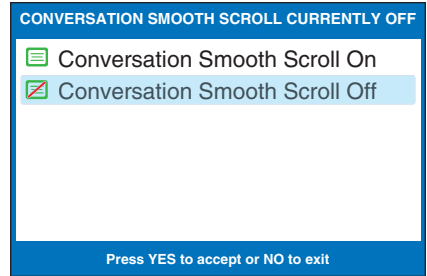 CONVERSATION SMOOTH SCROLL CURRENTLY OFF
Conversation Smooth Scroll On
Conversation Smooth Scroll Off
Press YES to accept or NO to exit